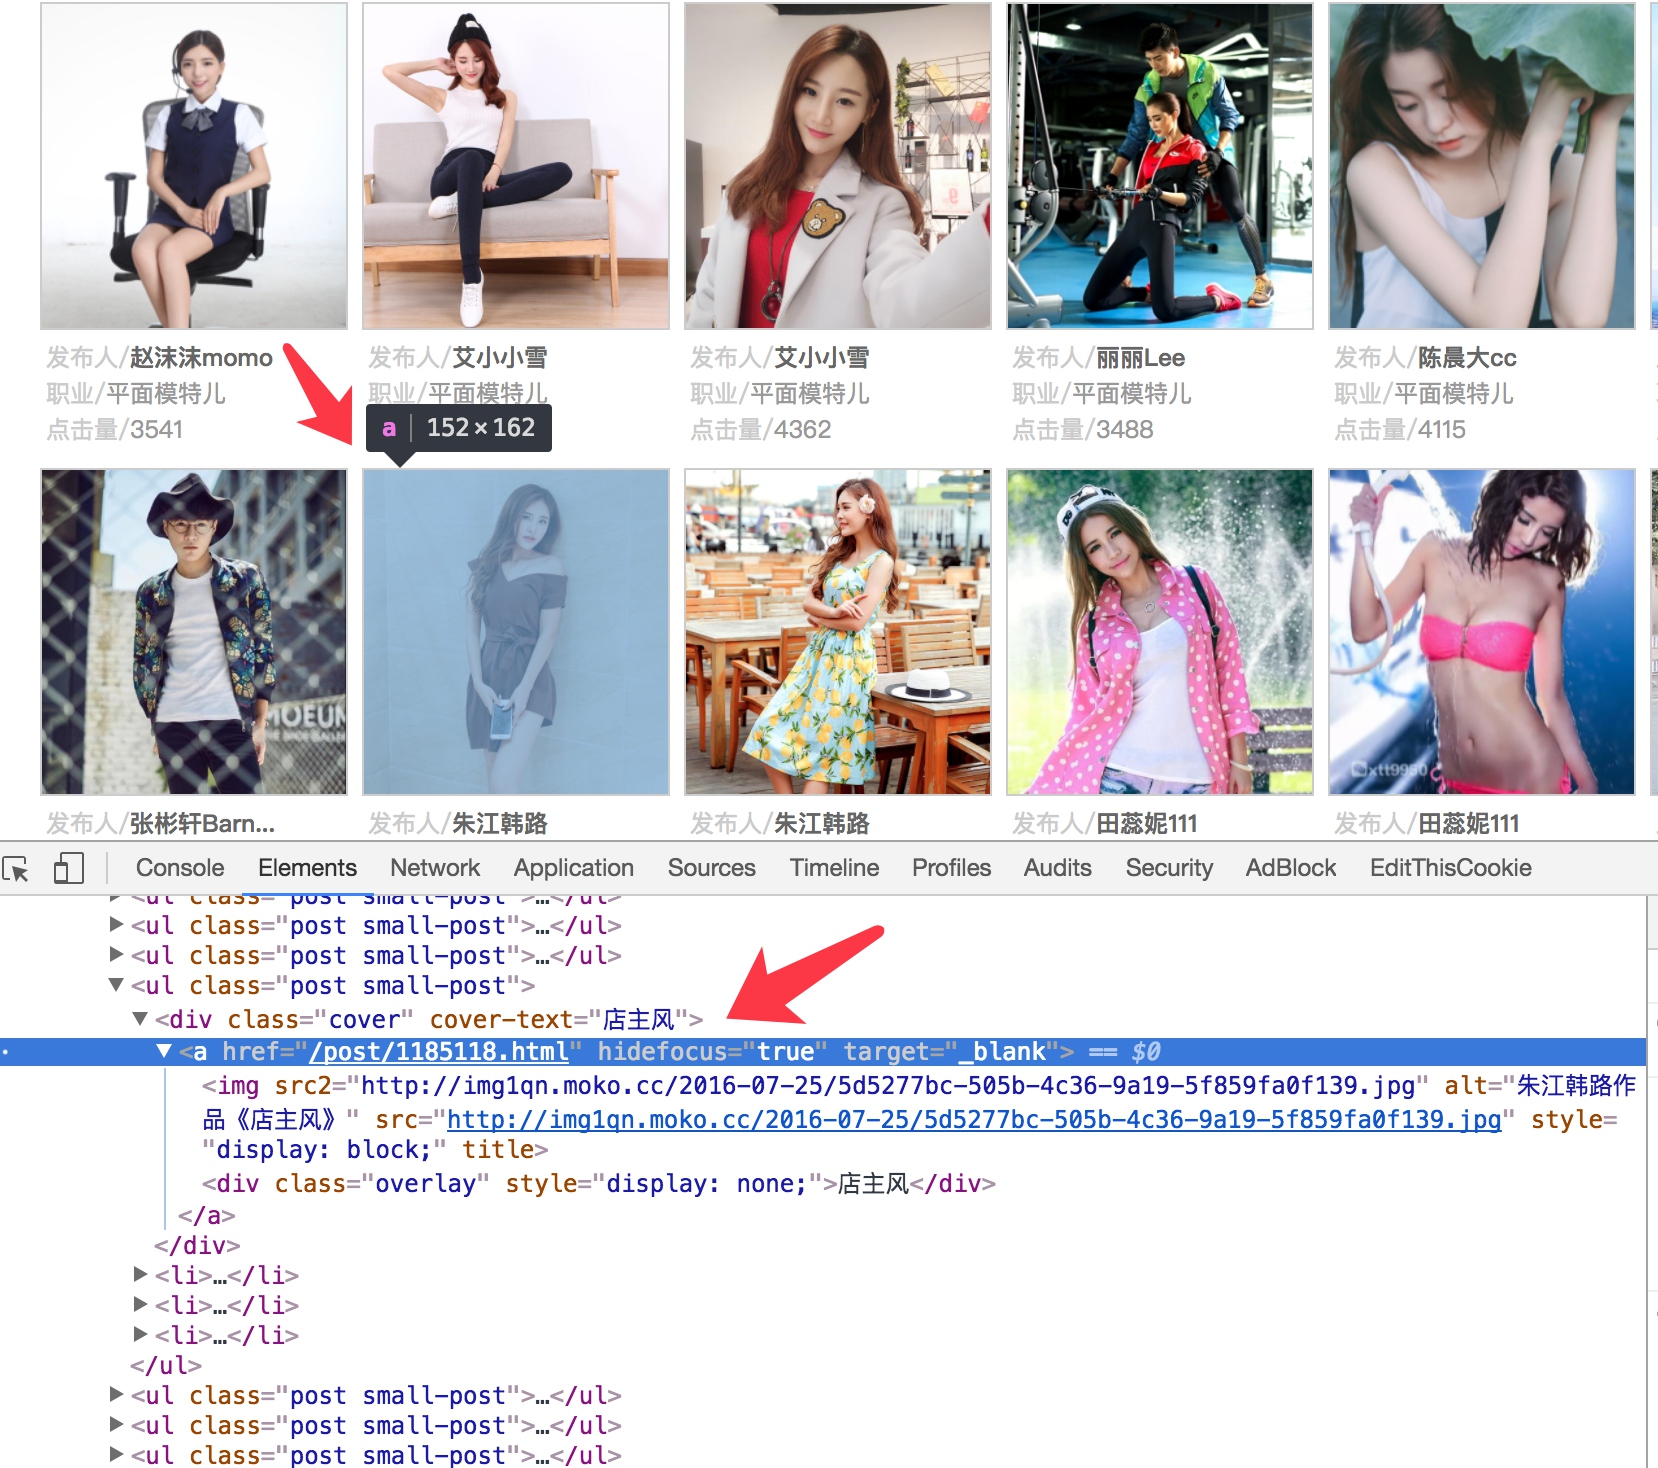 发布人/赵沫沫momo
职业/平面模特儿
点击量/3541
发布人/艾小小雪
职业/平面模特儿
a 152×162
发布人/艾小小雪
职业/平面模特儿
点击量/4362
发布人/丽丽Lee
职业/平面模特儿
点击量/3488
发布人/陈晨大cc
职业/平面模特儿
点击量/4115
MOEUM
xtt9950
发布人/张彬轩Barn...
发布人/朱江韩路
发布人/朱江韩路
发布人/田蕊妮111
发布人/田蕊妮111
Console Elements Network Application Sources Timeline Profiles Audits Security AdBlock EditThisCookie
<ul class="post small-post">…</ul>
<ul class="post small-post">…</ul>
<ul class="post small-post">…</ul>
<ul class="post small-post">
<div class="cover" cover-text="店主风">
<a href="/post/1185118.html" hidefocus="true" target="_blank"> == $0
<img src2="http://img1qn.moko.cc/2016-07-25/5d5277bc-505b-4c36-9a19-5f859fa0f139.jpg" alt="朱江韩路作
品《店主风》" src="http://img1qn.moko.cc/2016-07-25/5d5277bc-505b-4c36-9a19-5f859fa0f139.jpg" style=
"display: block;" title>
<div class="overlay" style="display: none;">店主风</div>
</a>
</div>
<li>…</li>
<li>…</li>
<li>…</li>
</ul>
<ul class="post small-post">…</ul>
<ul class="post small-post">…</ul>
<ul class="post small-post">…</ul>